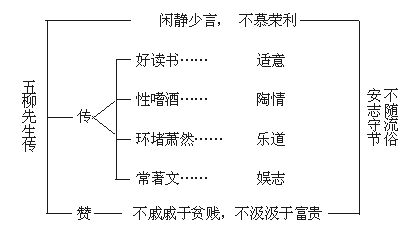 闲静少言， 不慕荣利
好读书…… 适意
性嗜酒…… 陶情
五柳先生传
传
环堵萧然…… 乐道
常著文…… 娱志
赞
不戚戚于贫贱，不汲汲于富贵
不随流俗
安志守节